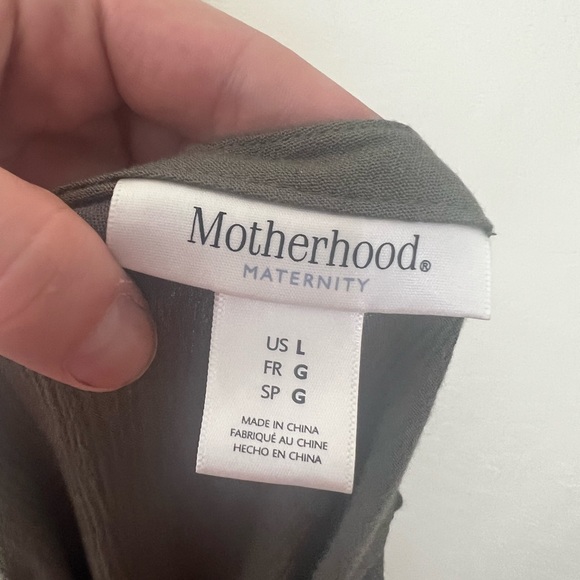 Motherhood®
MATERNITY
US L
FR G
SP G
MADE IN CHINA
FABRIQUÉ AU CHINE
HECHO EN CHINA